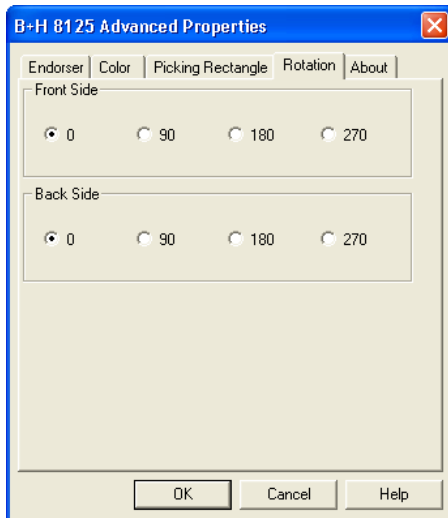 B+H 8125 Advanced Properties
Endorser Color Picking Rectangle Rotation About
Front Side
0 90 180 270
Back Side
0 90 180 270
OK Cancel Help